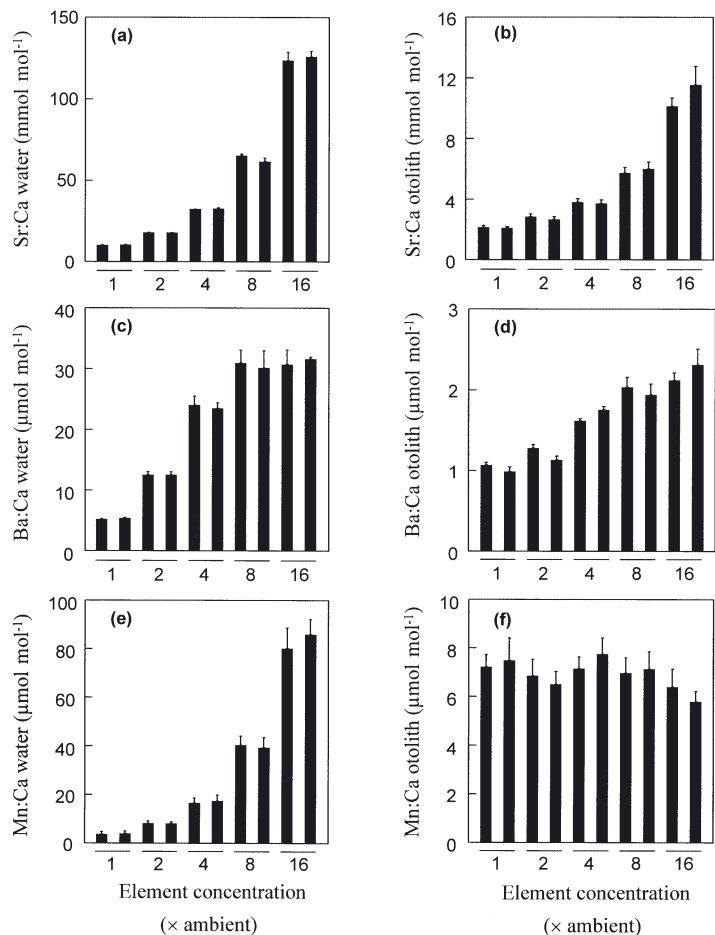 (a)
Sr:Ca water (mmol mol⁻¹)
150
100
50
0
1 2 4 8 16
(b)
Sr:Ca otolith (mmol mol⁻¹)
16
12
8
4
0
1 2 4 8 16
(c)
Ba:Ca water (µmol mol⁻¹)
40
30
20
10
0
1 2 4 8 16
(d)
Ba:Ca otolith (µmol mol⁻¹)
3
2
1
0
1 2 4 8 16
(e)
Mn:Ca water (µmol mol⁻¹)
100
80
60
40
20
0
1 2 4 8 16
Element concentration
(× ambient)
(f)
Mn:Ca otolith (µmol mol⁻¹)
10
8
6
4
2
0
1 2 4 8 16
Element concentration
(× ambient)